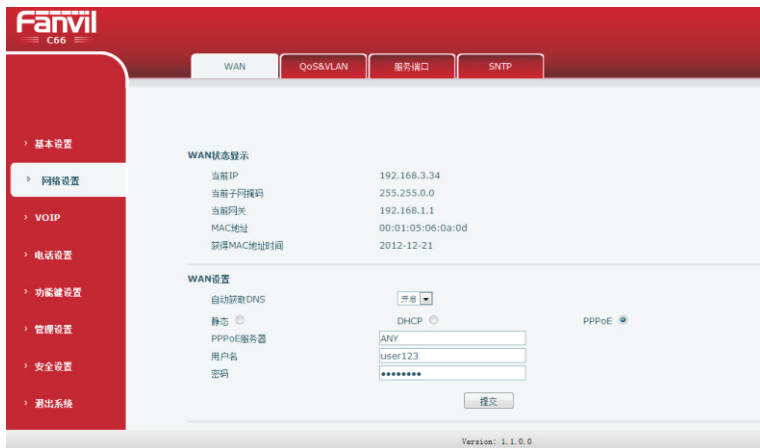 Fanvil
C66
WAN QoS&VLAN 服务端口 SNTP
基本设置
网络设置
VOIP
电话设置
功能键设置
管理设置
安全设置
退出系统
WAN状态显示
当前IP 192.168.3.34
当前子网掩码 255.255.0.0
当前网关 192.168.1.1
MAC地址 00:01:05:06:0a:0d
获得MAC地址时间 2012-12-21
WAN设置
自动获取DNS 开启
静态 DHCP PPPoE
PPPoE服务器 ANY
用户名 user123
密码 ••••••••
提交
Version: 1.1.0.0